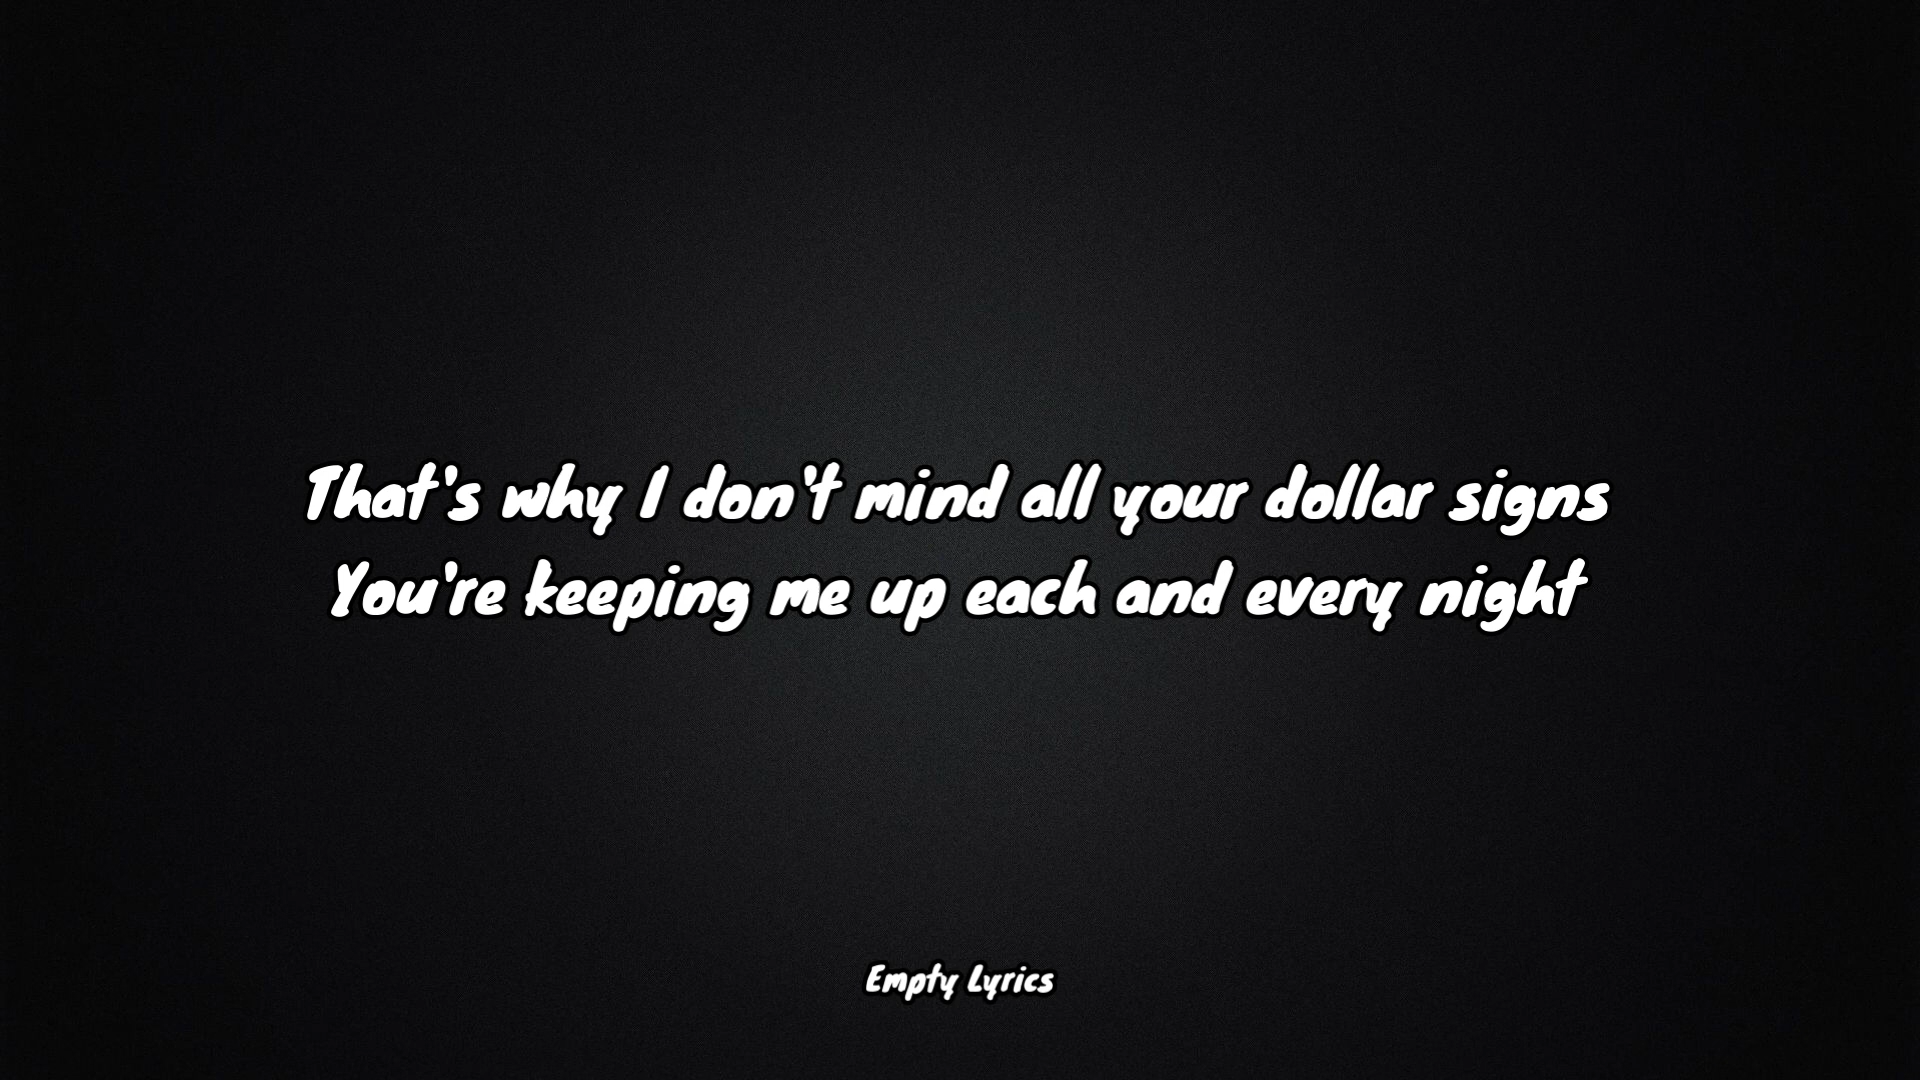 That's why I don't mind all your dollar signs
You're keeping me up each and every night
Empty Lyrics